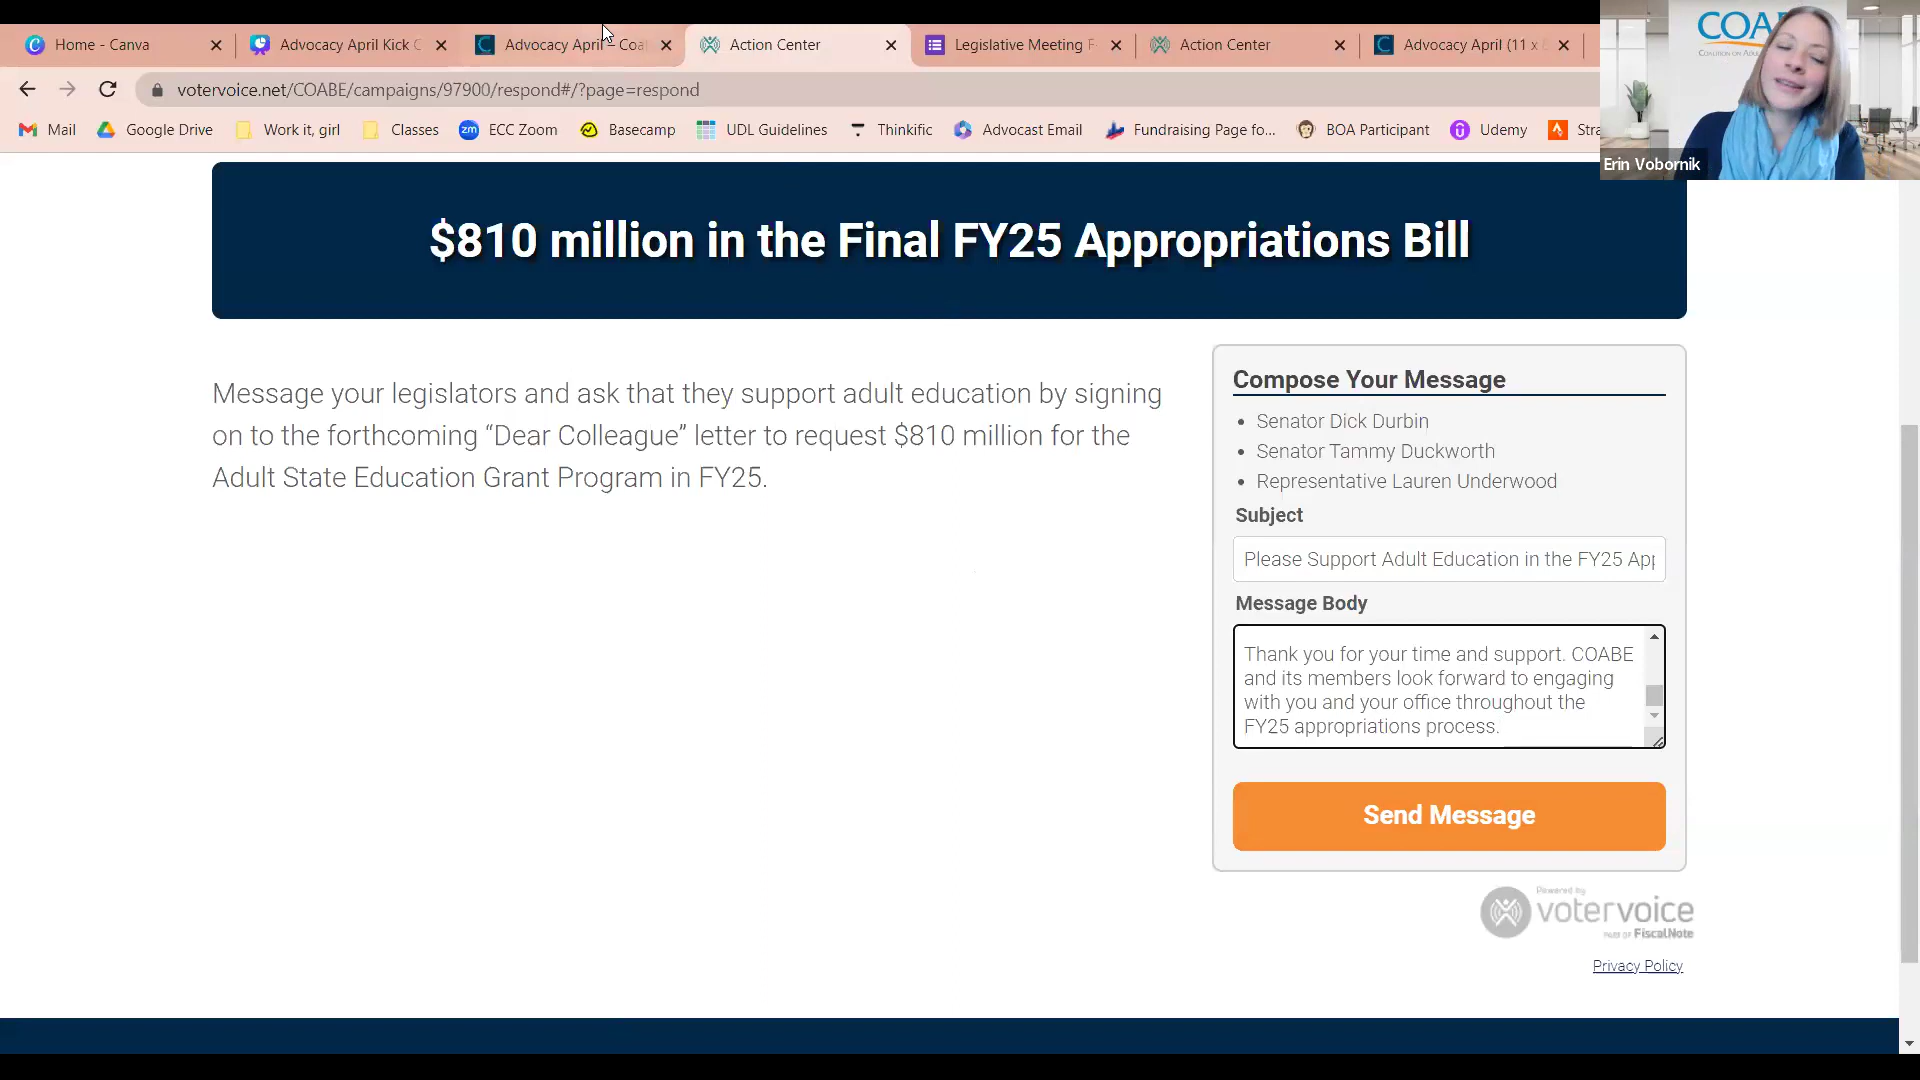 Home - Canva
Advocacy April Kick
Advocacy April – Coa
Action Center
Legislative Meeting
Action Center
Advocacy April (11 x
votervoice.net/COABE/campaigns/97900/respond#/?page=respond
Mail
Google Drive
Work it, girl
Classes
ECC Zoom
Basecamp
UDL Guidelines
Thinkific
Advocast Email
Fundraising Page fo...
BOA Participant
Udemy
Erin Vobornik
$810 million in the Final FY25 Appropriations Bill
Message your legislators and ask that they support adult education by signing
on to the forthcoming “Dear Colleague” letter to request $810 million for the
Adult State Education Grant Program in FY25.
Compose Your Message
• Senator Dick Durbin
• Senator Tammy Duckworth
• Representative Lauren Underwood
Subject
Please Support Adult Education in the FY25 App
Message Body
Thank you for your time and support. COABE
and its members look forward to engaging
with you and your office throughout the
FY25 appropriations process.
Send Message
Powered by
votervoice
PART OF FiscalNote
Privacy Policy